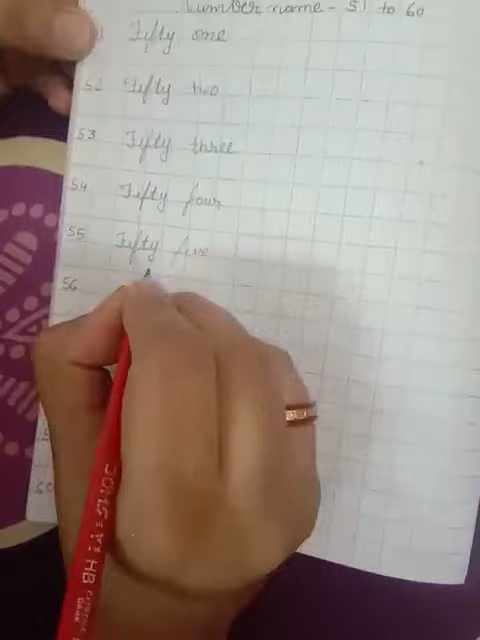 Number name - 51 to 60
Fifty one
52 Fifty two
53 Fifty three
54 Fifty four
55 Fifty five
56
DOMS
HB